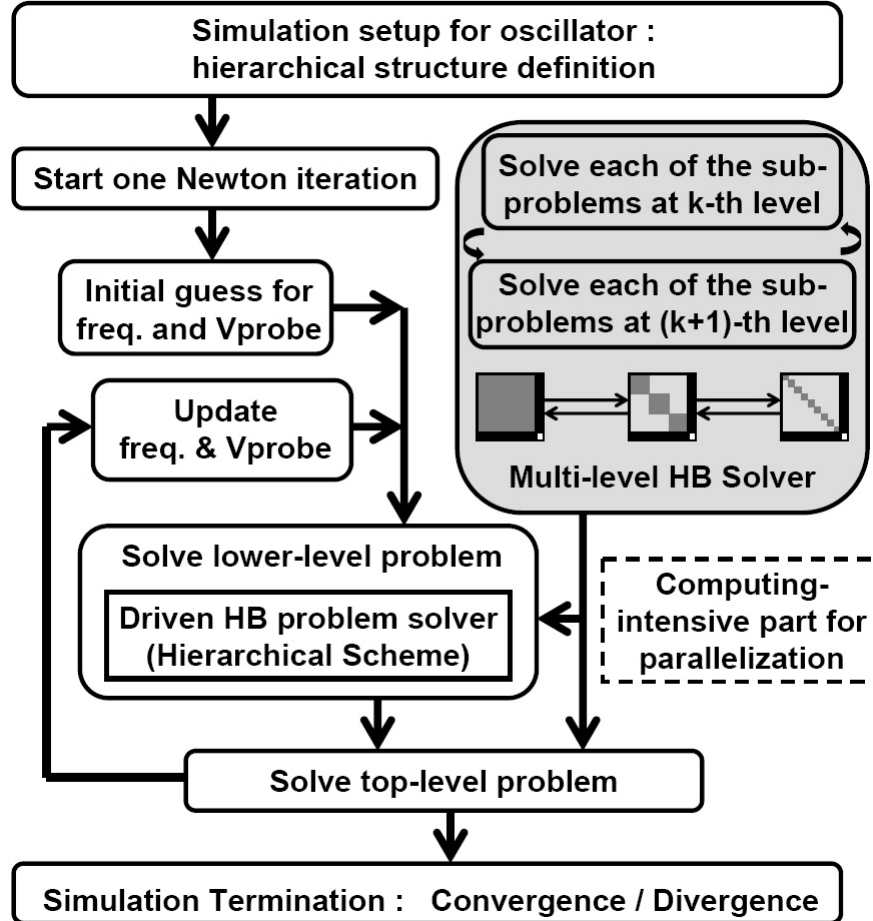 Simulation setup for oscillator :
hierarchical structure definition
Start one Newton iteration
Initial guess for
freq. and Vprobe
Update
freq. & Vprobe
Solve each of the sub-
problems at k-th level
Solve each of the sub-
problems at (k+1)-th level
Multi-level HB Solver
Solve lower-level problem
Driven HB problem solver
(Hierarchical Scheme)
Computing-
intensive part for
parallelization
Solve top-level problem
Simulation Termination : Convergence / Divergence